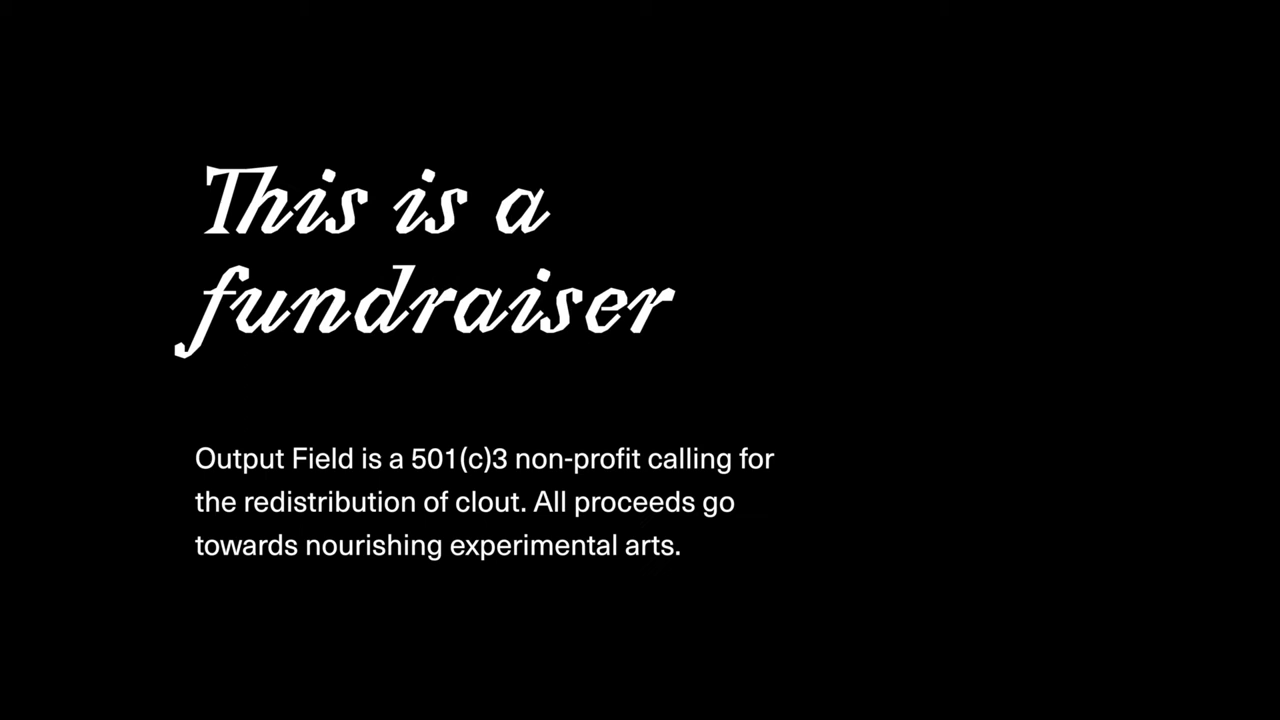 This is a
fundraiser
Output Field is a 501(c)3 non-profit calling for
the redistribution of clout. All proceeds go
towards nourishing experimental arts.